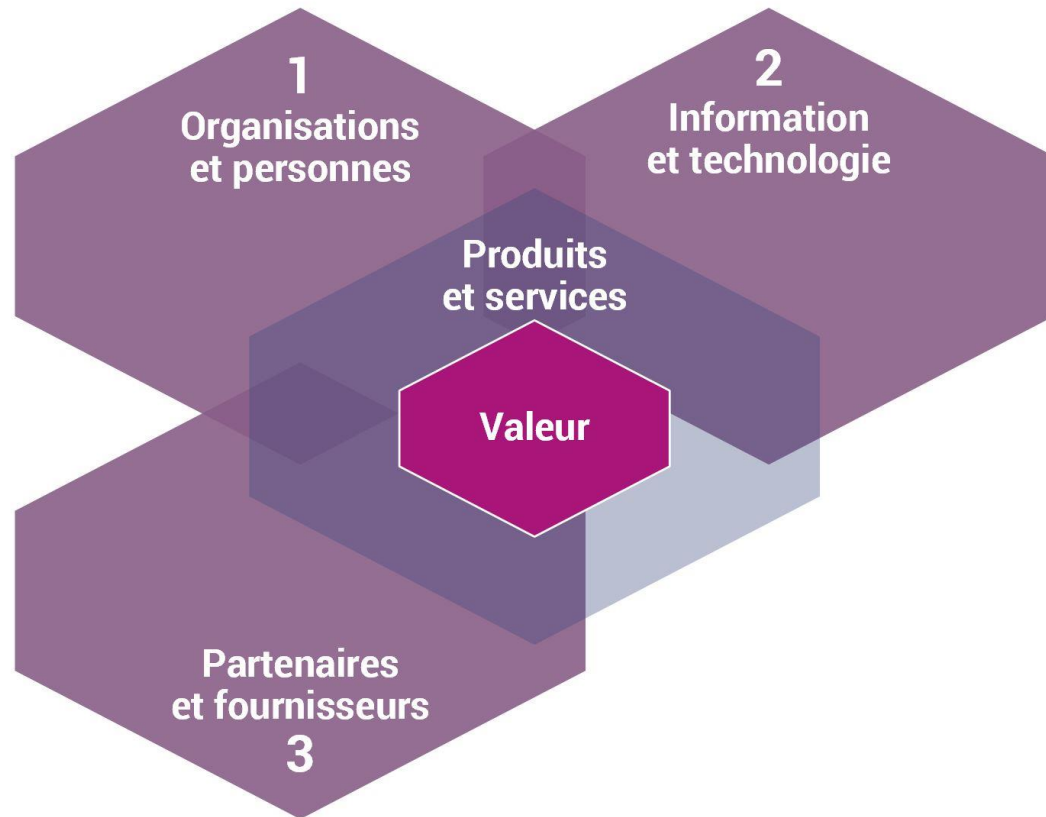 1
Organisations
et personnes
2
Information
et technologie
Produits
et services
Valeur
Partenaires
et fournisseurs
3